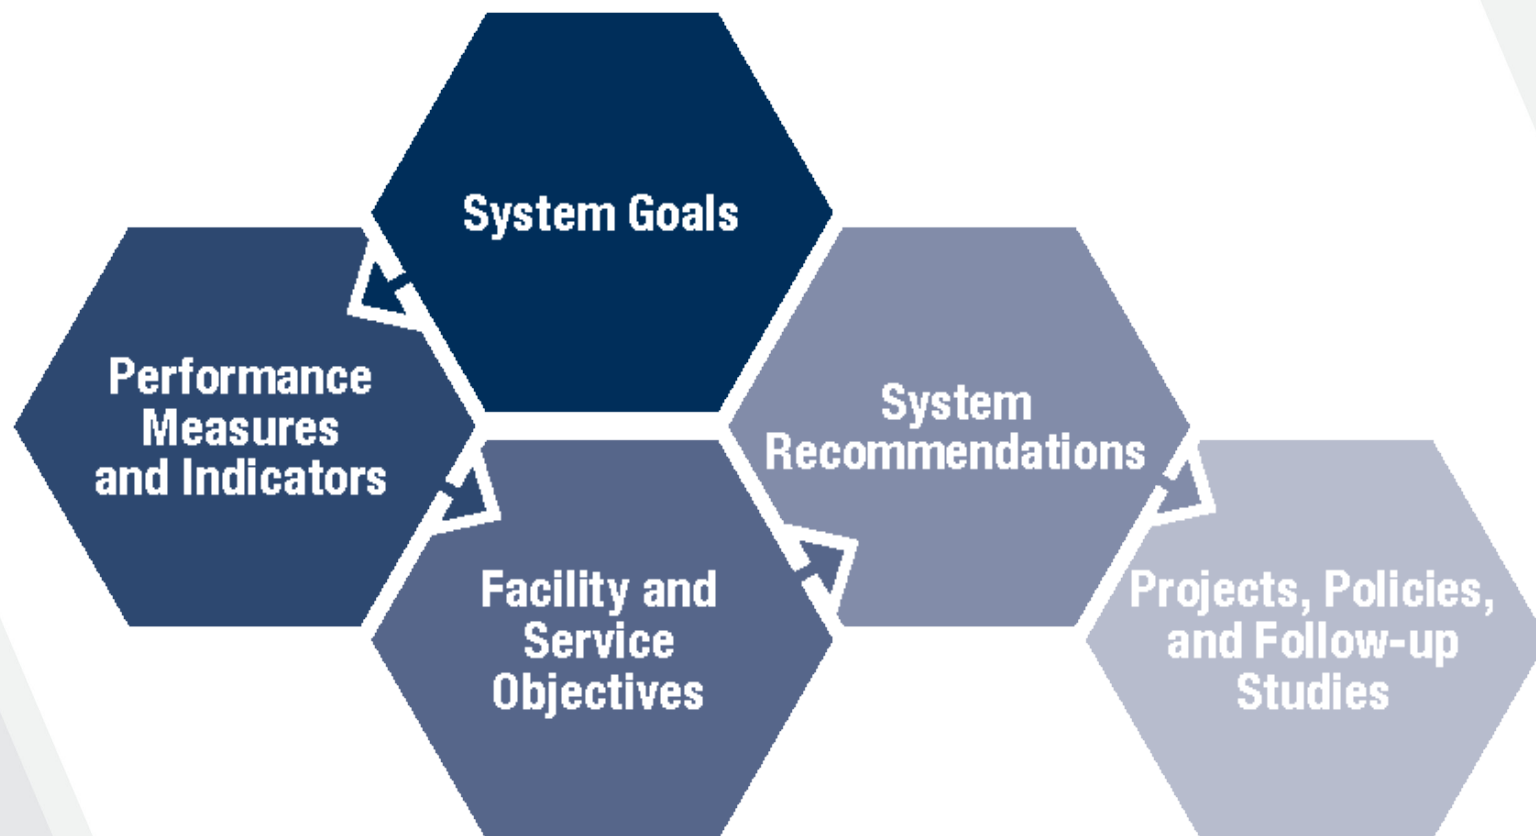 System Goals
Performance
Measures
and Indicators
Facility and
Service
Objectives
System
Recommendations
Projects, Policies,
and Follow-up
Studies